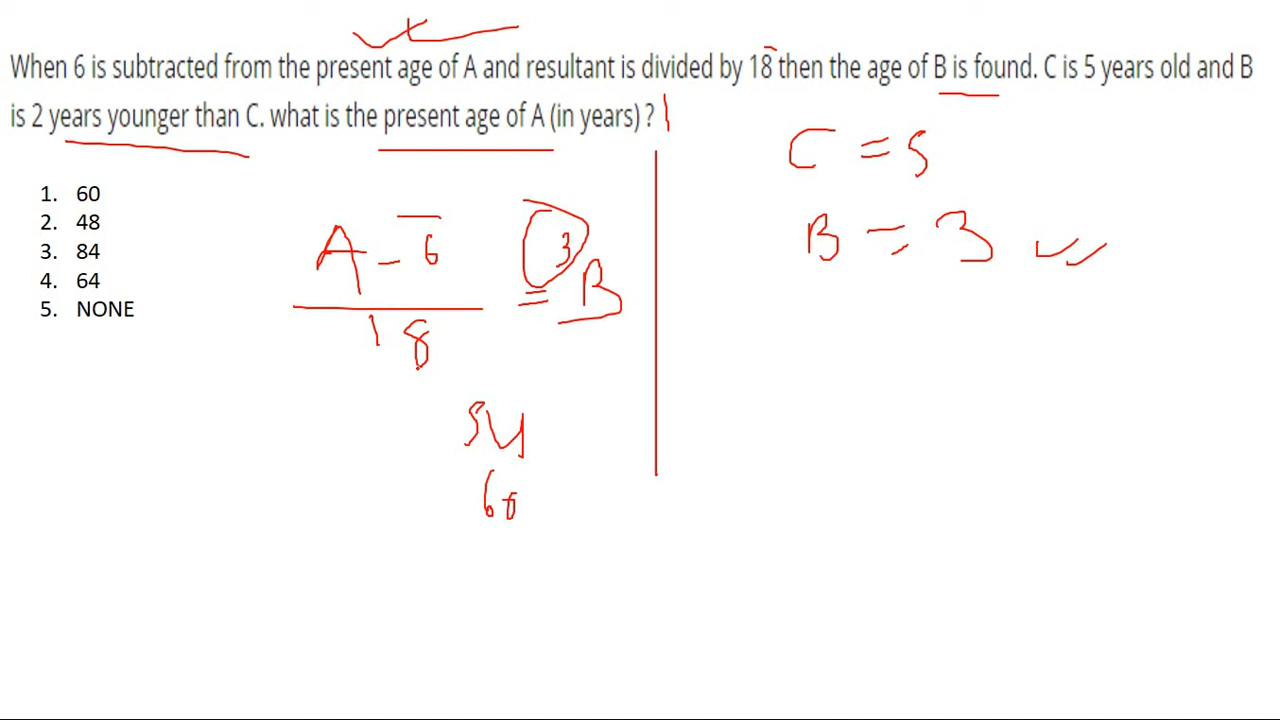 When 6 is subtracted from the present age of A and resultant is divided by 18 then the age of B is found. C is 5 years old and B
is 2 years younger than C. what is the present age of A (in years) ?
1. 60
2. 48
3. 84
4. 64
5. NONE
A - 6
18
= B
3
54
60
C = 5
B = 3